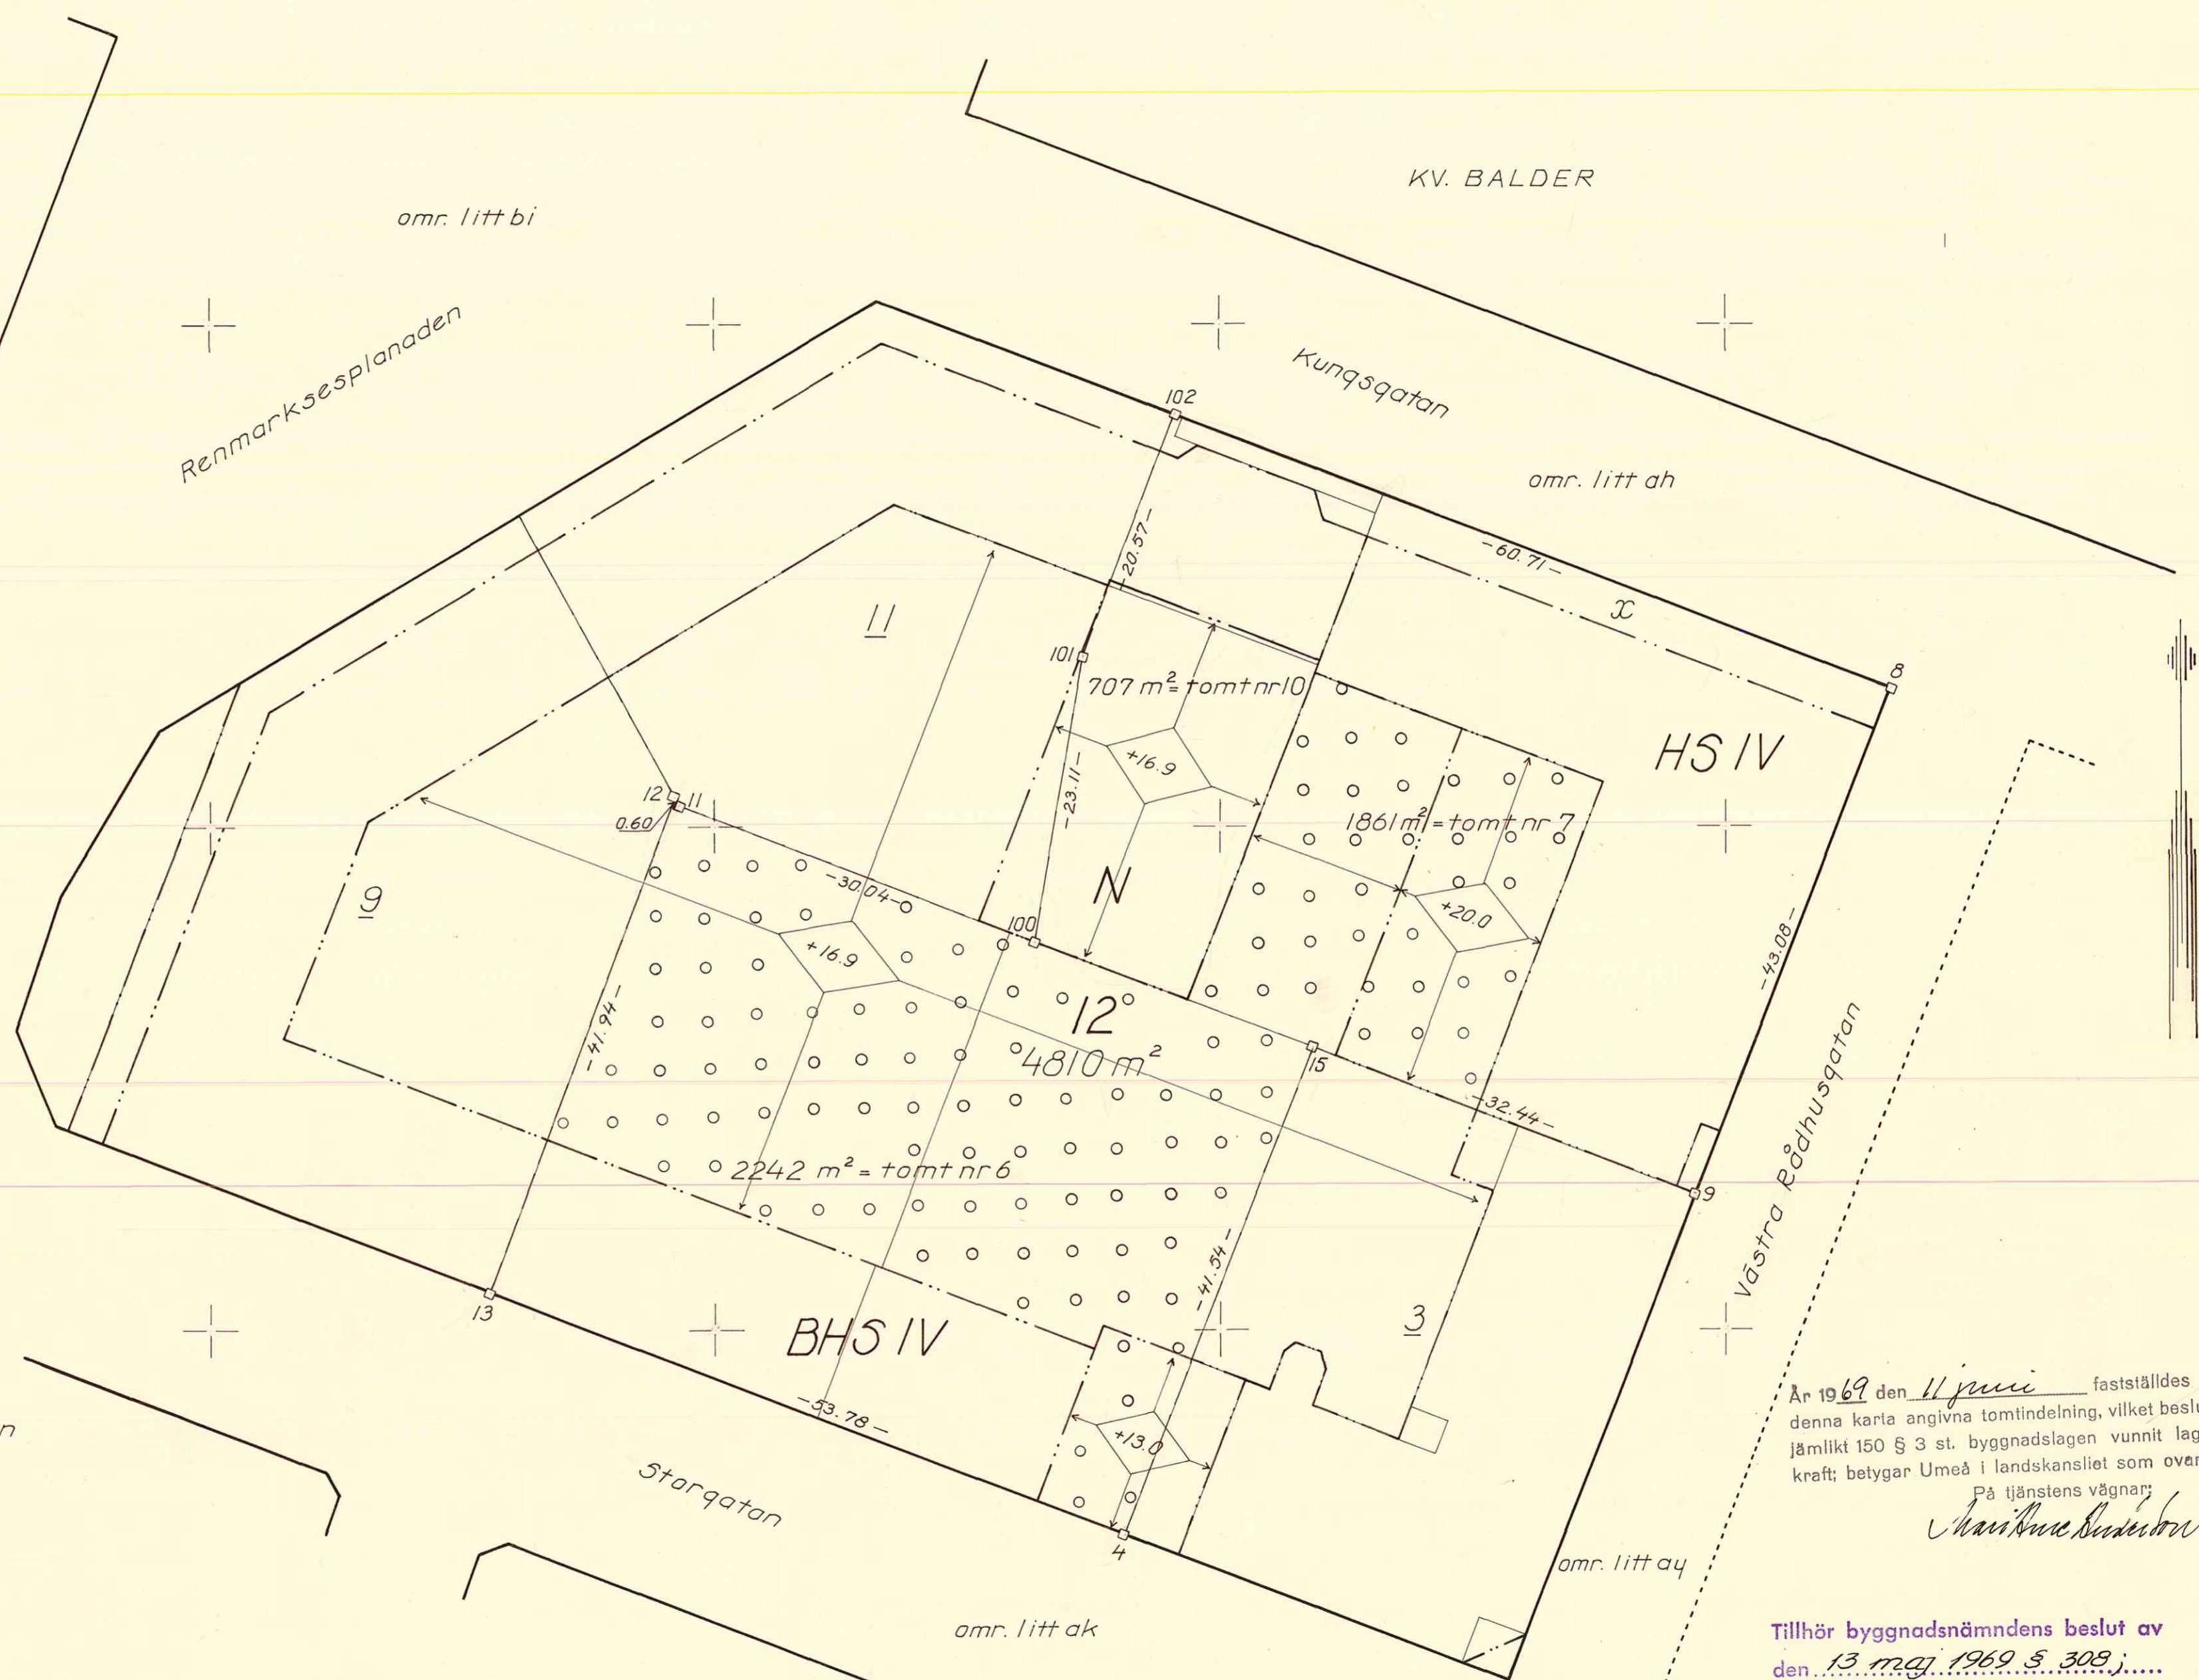 KV. BALDER
omr. litt bi
Renmarksesplanaden
Kungsgatan
102
omr. litt ah
-20.57-
-60.71-
x
11
8
101
707 m² = tomt nr 10
HS IV
+16.9
-23.11-
12
11
0.60
1861 m² = tomt nr 7
9
-30.04-
N
100
+20.0
+16.9
-43.08-
12
-41.94-
4810 m²
15
-32.44-
Västra Rådhusgatan
2242 m² = tomt nr 6
9
-41.54-
13
BHS IV
3
-53.78-
+13.0
n
Storgatan
4
omr. litt ay
omr. litt ak
År 1969 den 11 juni fastställdes
denna karta angivna tomtindelning, vilket beslu
jämlikt 150 § 3 st. byggnadslagen vunnit lag
kraft; betygar Umeå i landskansliet som ovan
På tjänstens vägnar:
Tillhör byggnadsnämndens beslut av
den 13 maj 1969 § 308 j